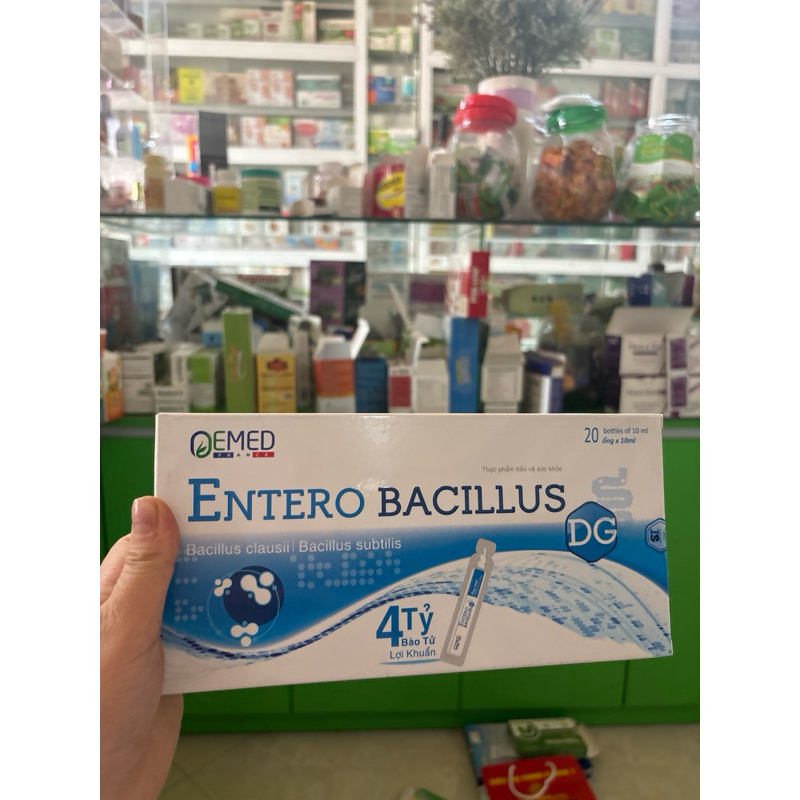 OEMED
FRANCE
20 bottles of 10 ml
ống x 10ml
Thực phẩm bảo vệ sức khỏe
ENTERO BACILLUS
DG
Bacillus clausii | Bacillus subtilis
4 Tỷ
Bào Tử
Lợi Khuẩn
ENTERO